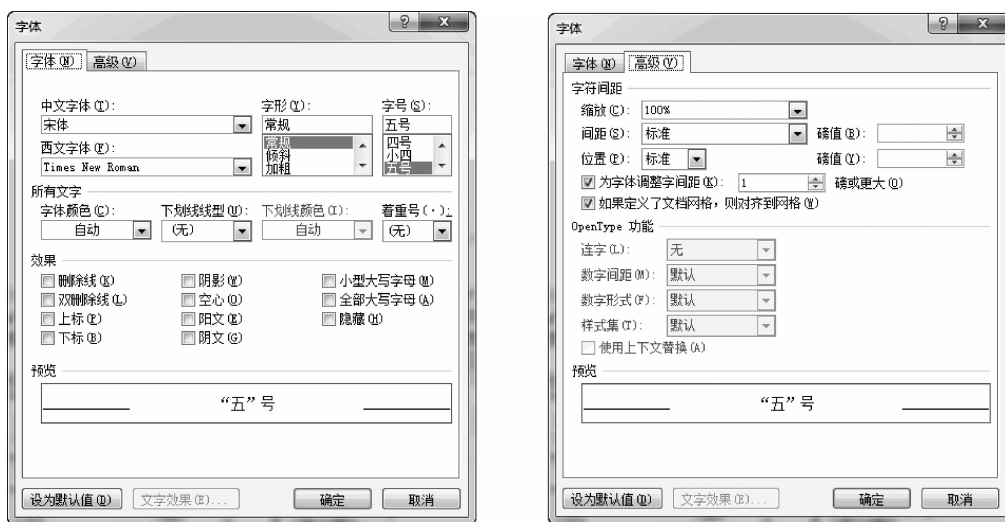 字体
字体(N) 高级(V)
中文字体(T): 字形(Y): 字号(S):
宋体 常规 五号
常规 四号
西文字体(F): 倾斜 小四
Times New Roman 加粗 五号
所有文字
字体颜色(C): 下划线线型(U): 下划线颜色(I): 着重号(·):
自动 (无) 自动 (无)
效果
删除线(K) 阴影(W) 小型大写字母(M)
双删除线(L) 空心(O) 全部大写字母(A)
上标(P) 阳文(E) 隐藏(H)
下标(B) 阴文(G)
预览
“五”号
设为默认值(D) 文字效果(E)... 确定 取消
字体
字体(N) 高级(V)
字符间距
缩放(C): 100%
间距(S): 标准 磅值(B):
位置(P): 标准 磅值(Y):
为字体调整字间距(K): 1 磅或更大(O)
如果定义了文档网格，则对齐到网格(W)
OpenType 功能
连字(L): 无
数字间距(M): 默认
数字形式(F): 默认
样式集(T): 默认
使用上下文替换(A)
预览
“五”号
设为默认值(D) 文字效果(E)... 确定 取消